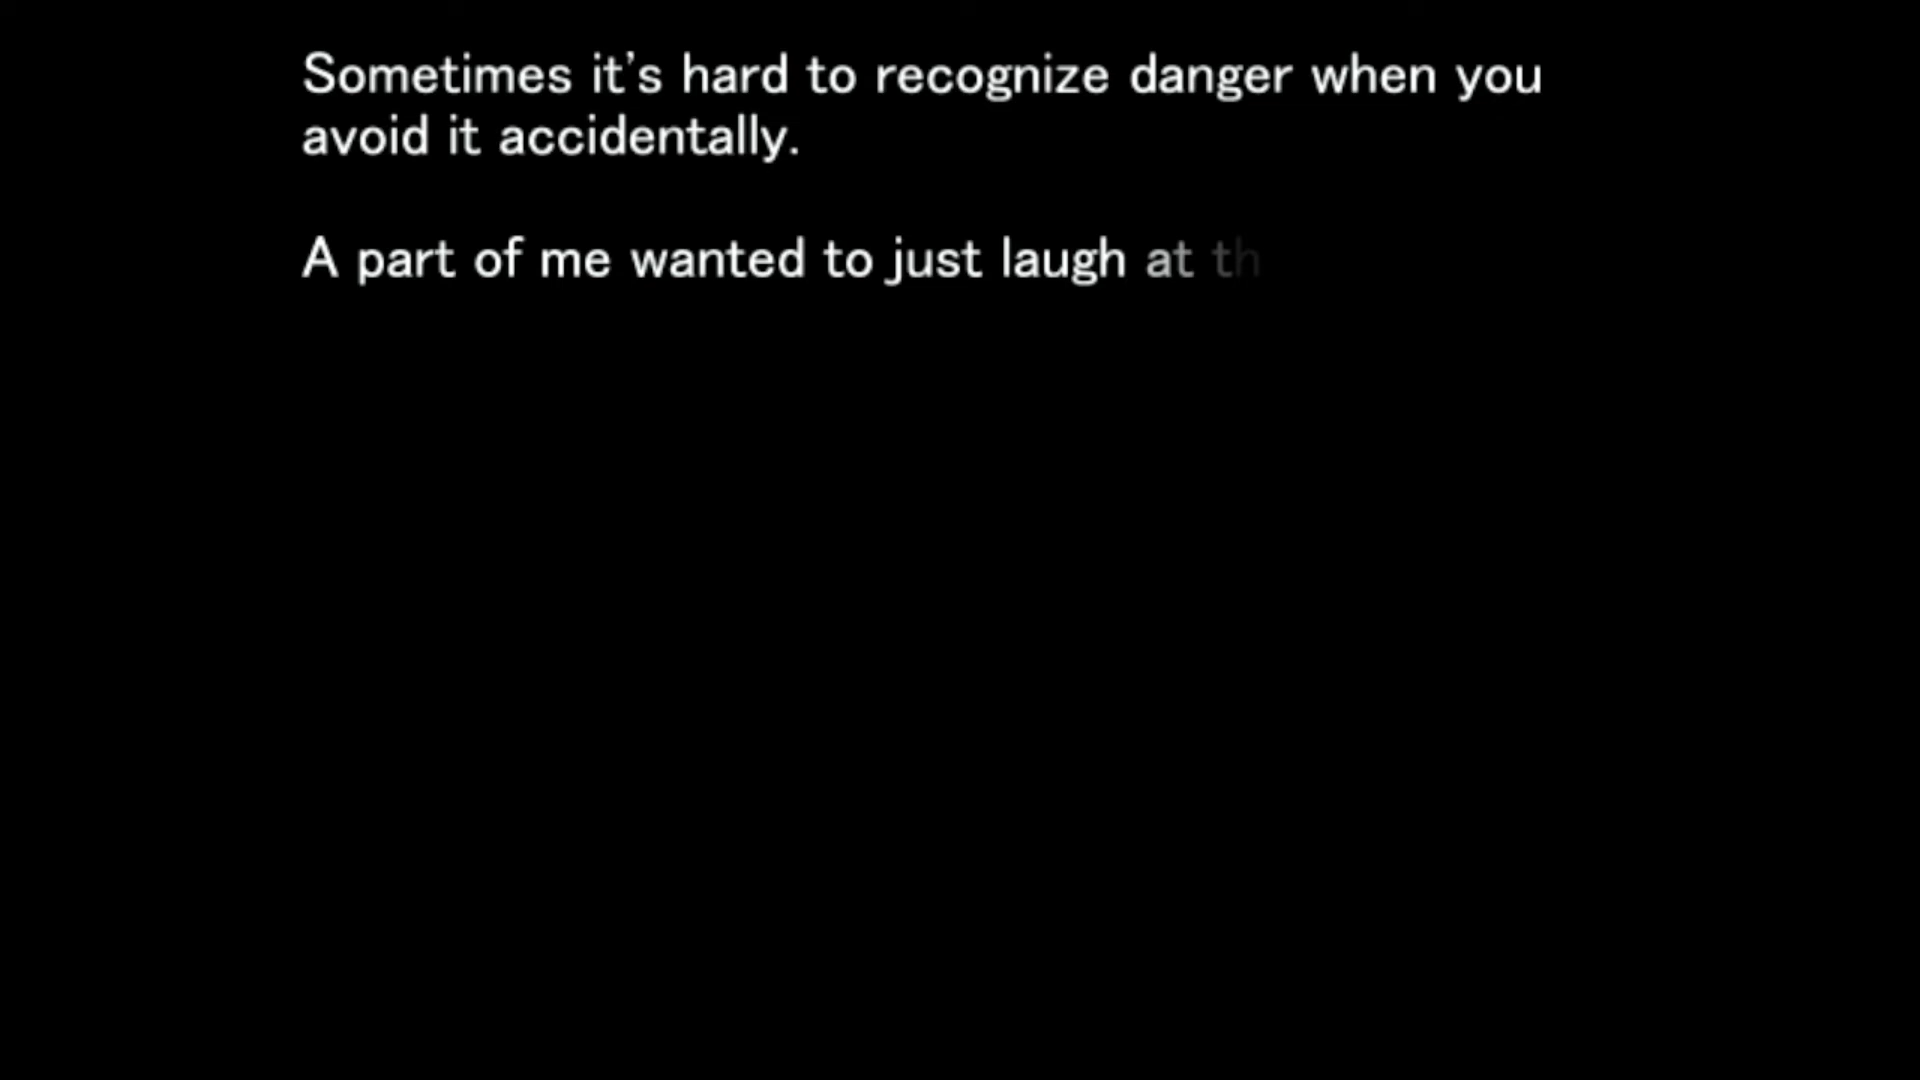 Sometimes it's hard to recognize danger when you
avoid it accidentally.
A part of me wanted to just laugh at th